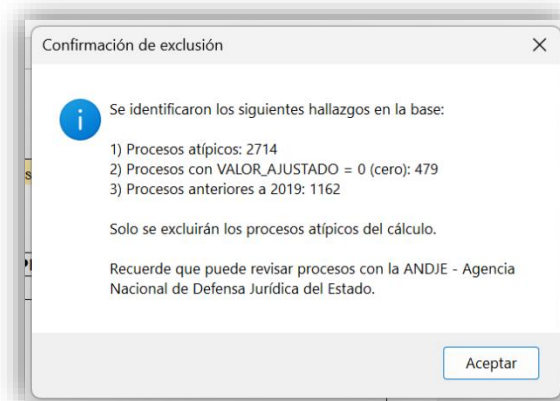 Confirmación de exclusión
Se identificaron los siguientes hallazgos en la base:
1) Procesos atípicos: 2714
2) Procesos con VALOR_AJUSTADO = 0 (cero): 479
3) Procesos anteriores a 2019: 1162
Solo se excluirán los procesos atípicos del cálculo.
Recuerde que puede revisar procesos con la ANDJE - Agencia
Nacional de Defensa Jurídica del Estado.
Aceptar